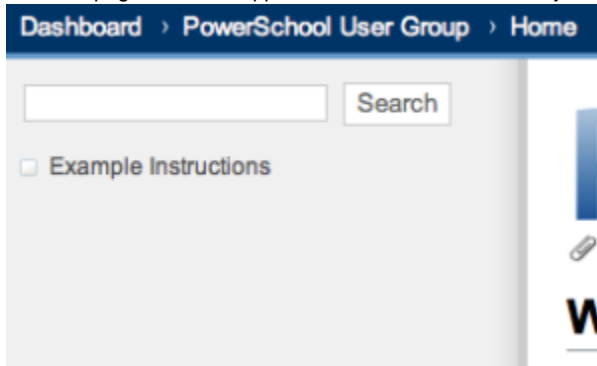 Dashboard › PowerSchool User Group › Home
Search
Example Instructions